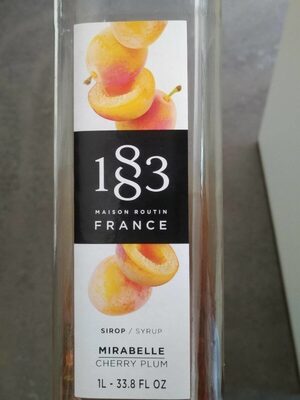 1883
MAISON ROUTIN
FRANCE
SIROP / SYRUP
MIRABELLE
CHERRY PLUM
1L - 33.8 FL OZ